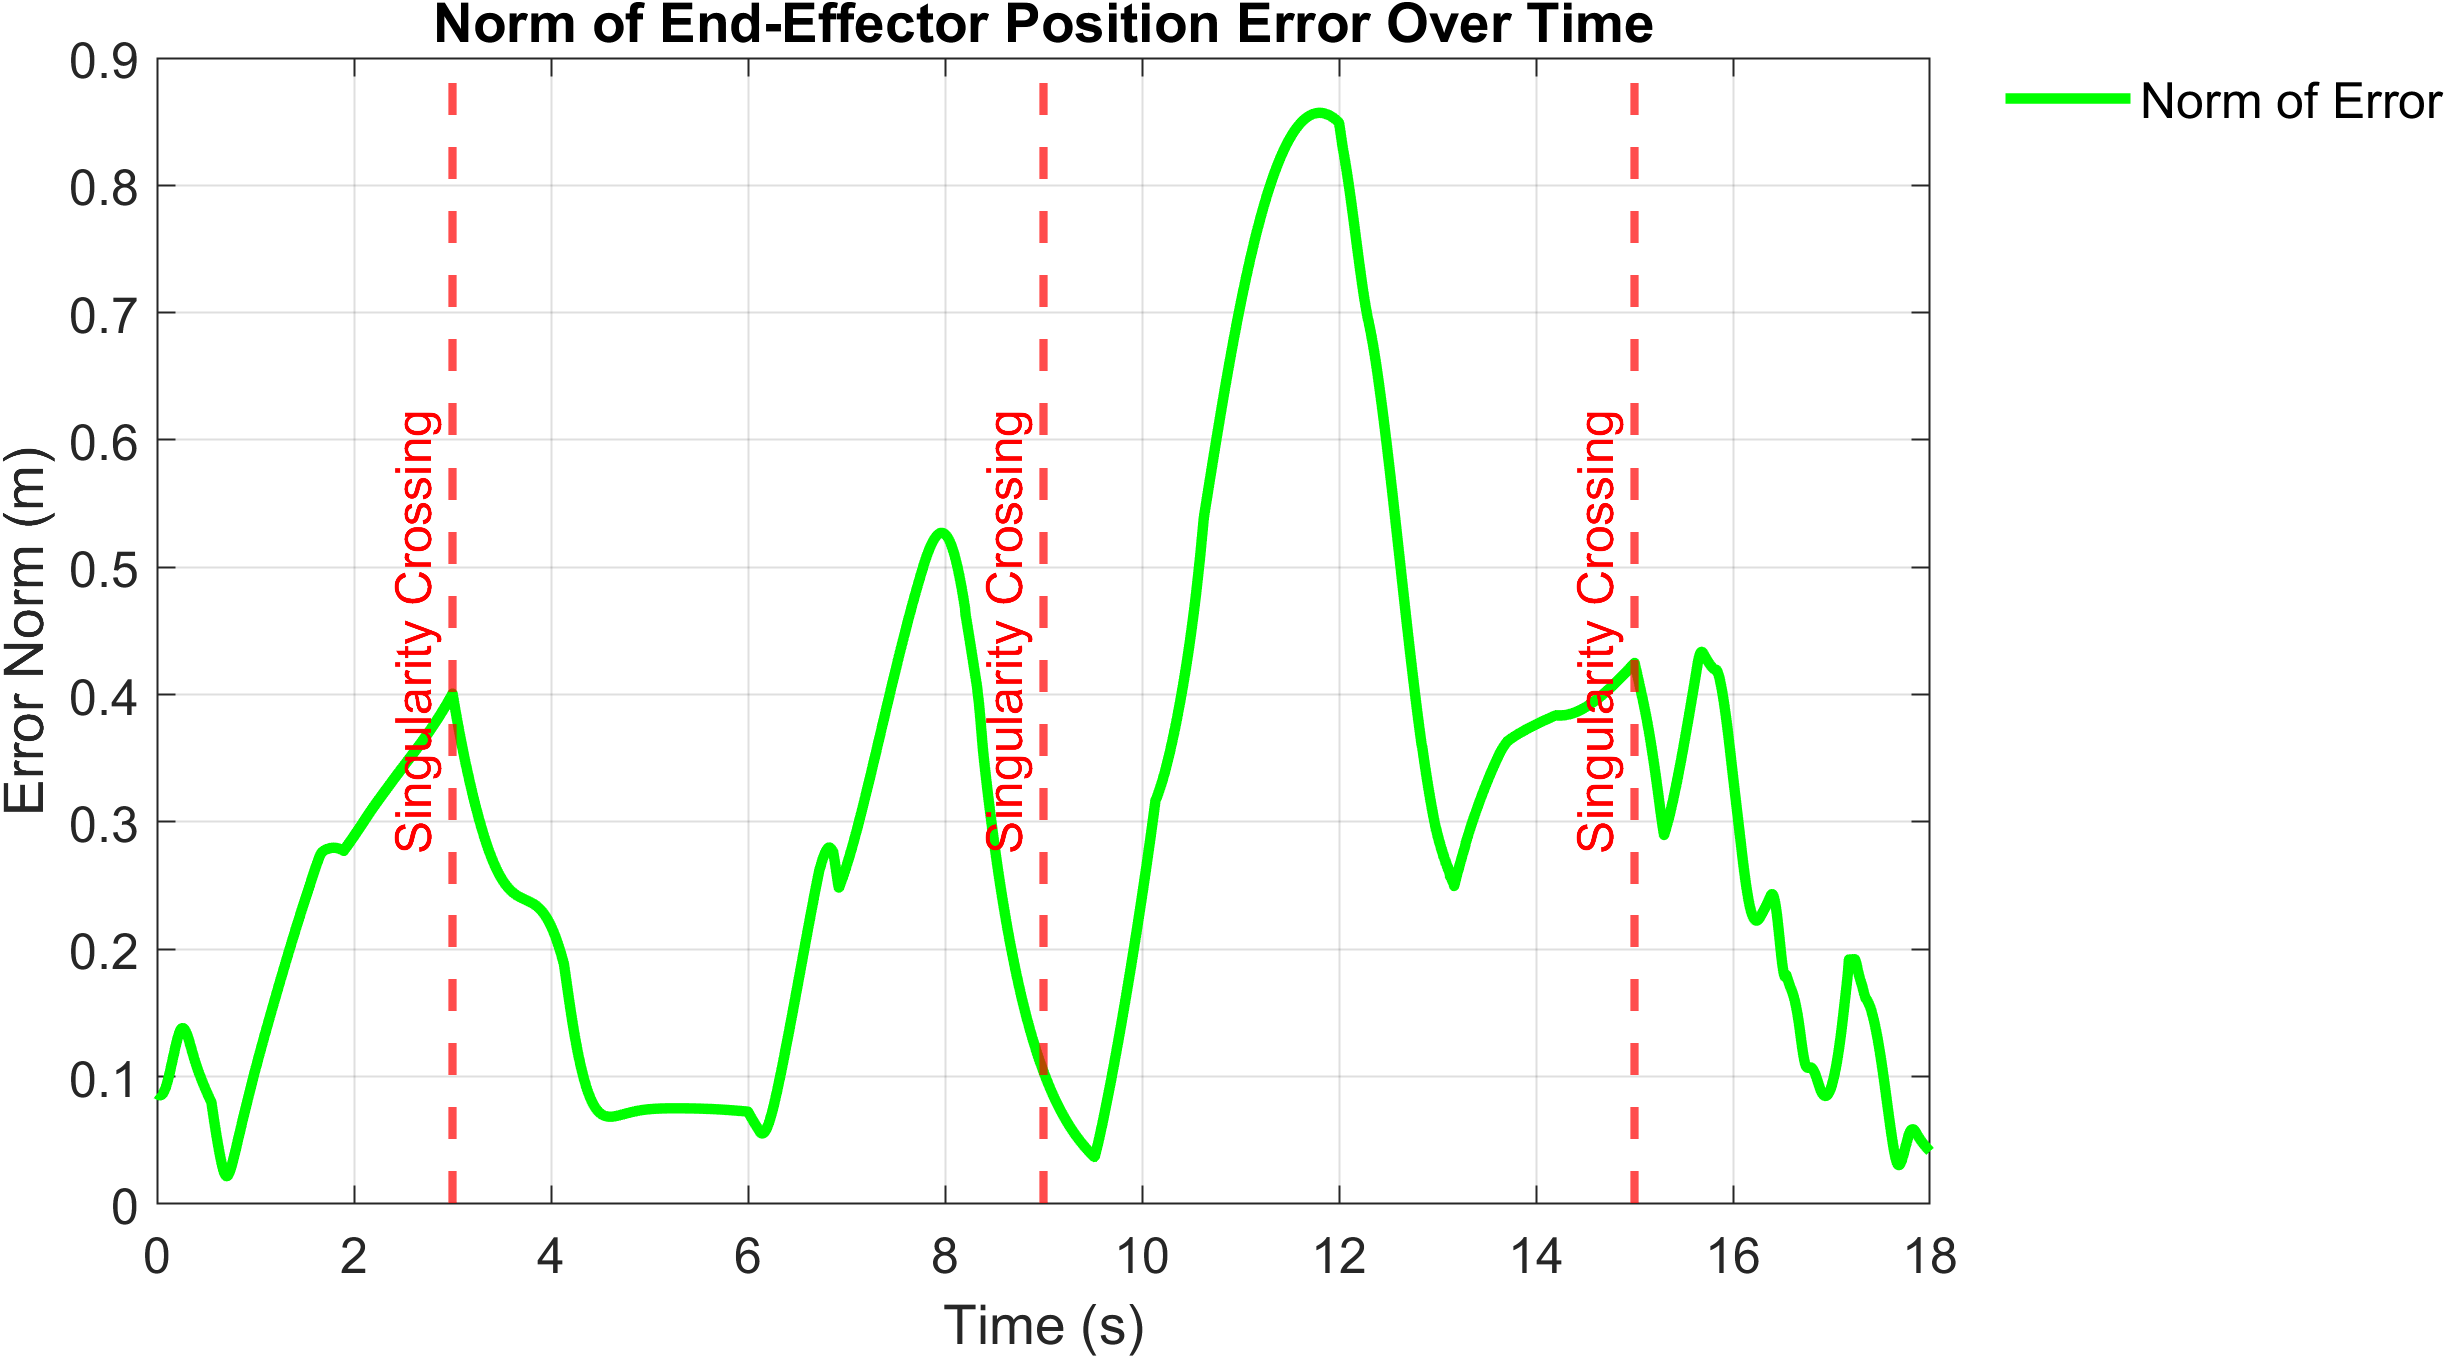 Norm of End-Effector Position Error Over Time
0.9
0.8
0.7
0.6
0.5
0.4
0.3
0.2
0.1
0
Error Norm (m)
Singularity Crossing
Singularity Crossing
Singularity Crossing
Norm of Error
0 2 4 6 8 10 12 14 16 18
Time (s)